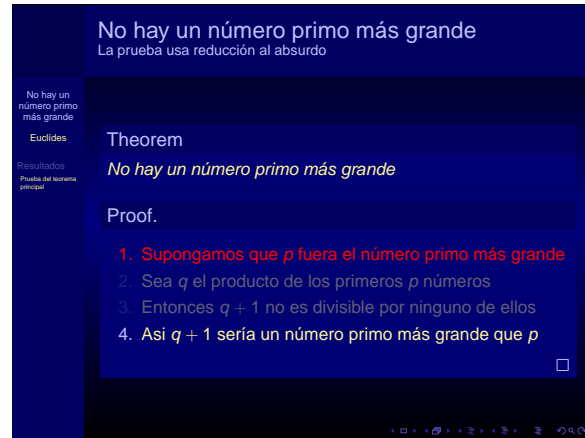 No hay un número primo más grande
La prueba usa reducción al absurdo
No hay un
número primo
más grande
Euclídes
Resultados
Prueba del teorema
principal
Theorem
No hay un número primo más grande
Proof.
1. Supongamos que p fuera el número primo más grande
2. Sea q el producto de los primeros p números
3. Entonces q + 1 no es divisible por ninguno de ellos
4. Asi q + 1 sería un número primo más grande que p